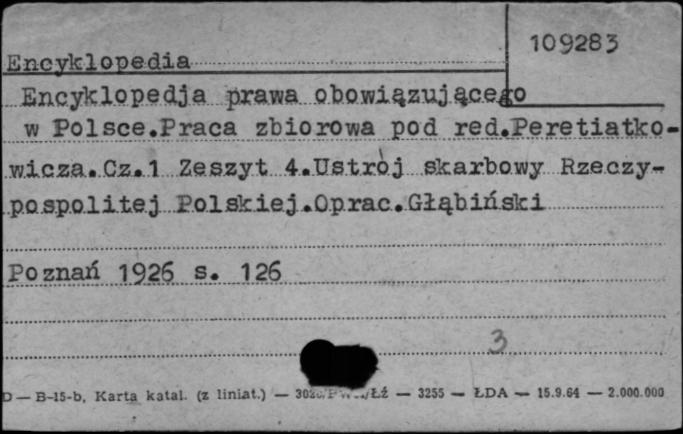 109283
Encyklopedia
Encyklopedja prawa obowiązującego
w Polsce.Praca zbiorowa pod red.Peretiatko-
wicza.Cz.1 Zeszyt 4.Ustrój skarbowy Rzeczy-
pospolitej Polskiej.Oprac.Głąbiński
Poznań 1926 s. 126
3
D — B-15-b, Karta katal. (z liniat.) — /Łź — 3255 — ŁDA — 15.9.64 — 2.000.000